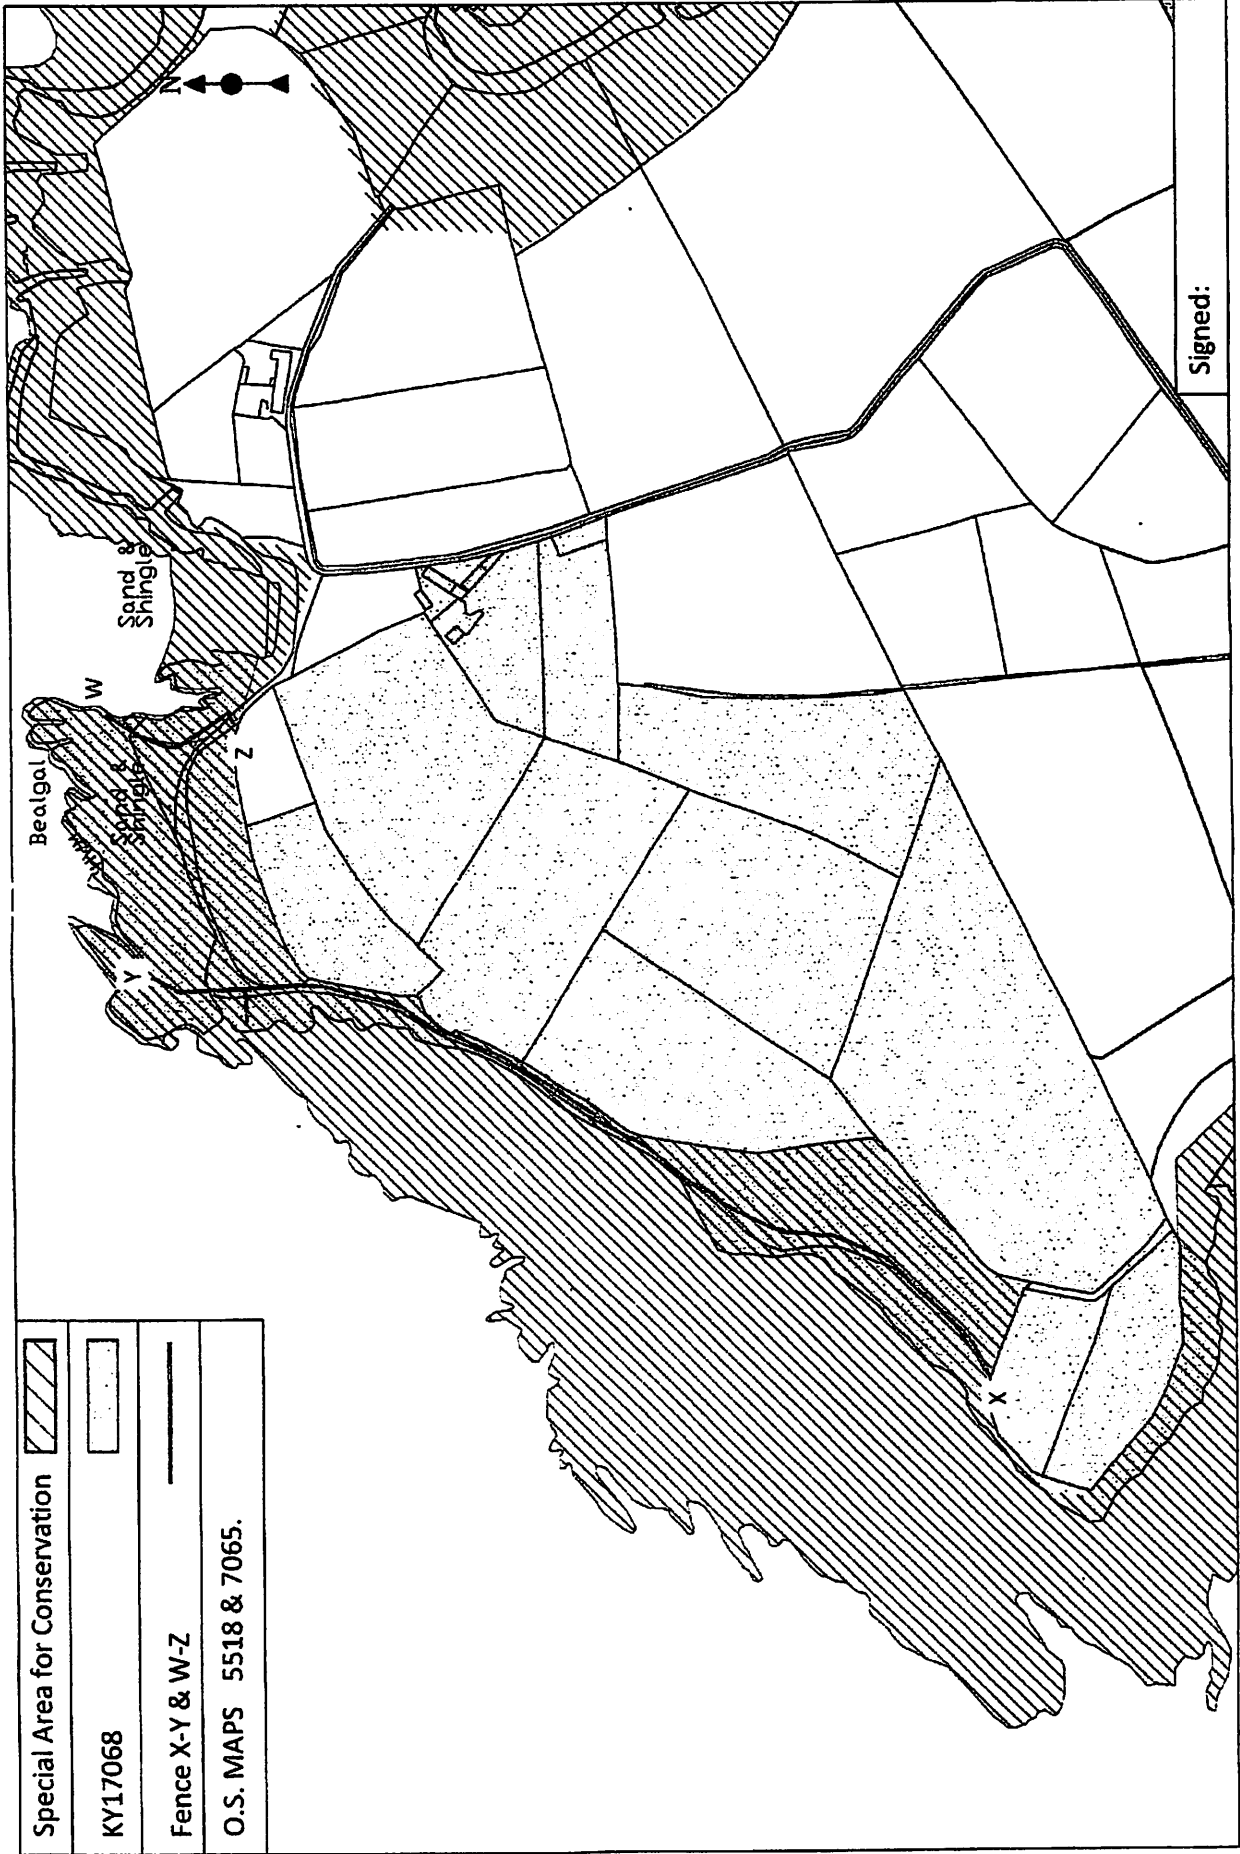 Special Area for Conservation
KY17068
Fence X-Y & W-Z
O.S. MAPS 5518 & 7065.
Bealgal
W
Sand &
Shingle
Sand &
Shingle
N
Y
Z
X
Signed: